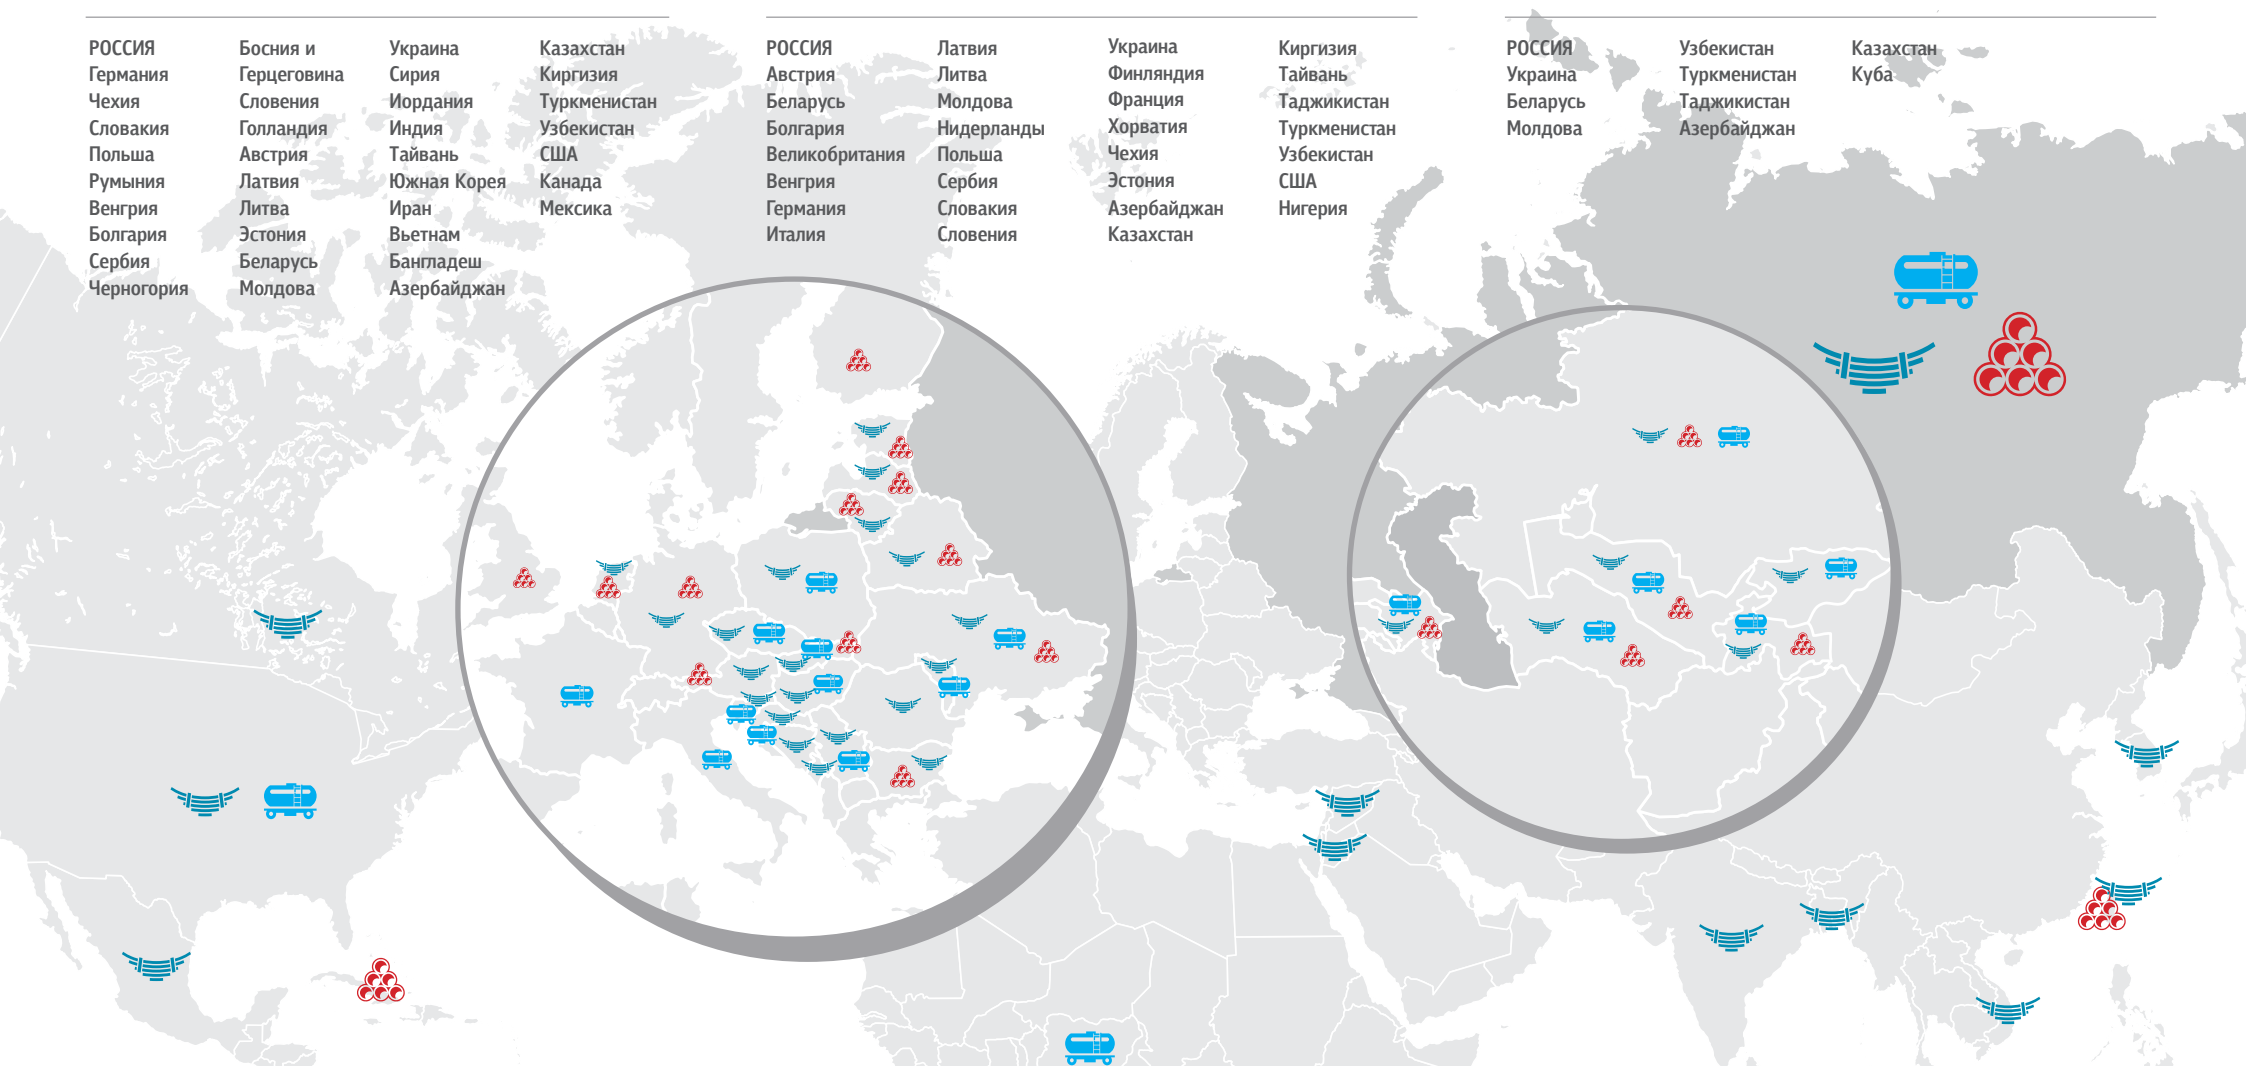 РОССИЯ
Германия
Чехия
Словакия
Польша
Румыния
Венгрия
Болгария
Сербия
Черногория
Босния и
Герцеговина
Словения
Голландия
Австрия
Латвия
Литва
Эстония
Беларусь
Молдова
Украина
Сирия
Иордания
Индия
Тайвань
Южная Корея
Иран
Вьетнам
Бангладеш
Азербайджан
Казахстан
Киргизия
Туркменистан
Узбекистан
США
Канада
Мексика
РОССИЯ
Австрия
Беларусь
Болгария
Великобритания
Венгрия
Германия
Италия
Латвия
Литва
Молдова
Нидерланды
Польша
Сербия
Словакия
Словения
Украина
Финляндия
Франция
Хорватия
Чехия
Эстония
Азербайджан
Казахстан
Киргизия
Тайвань
Таджикистан
Туркменистан
Узбекистан
США
Нигерия
РОССИЯ
Украина
Беларусь
Молдова
Узбекистан
Туркменистан
Таджикистан
Азербайджан
Казахстан
Куба